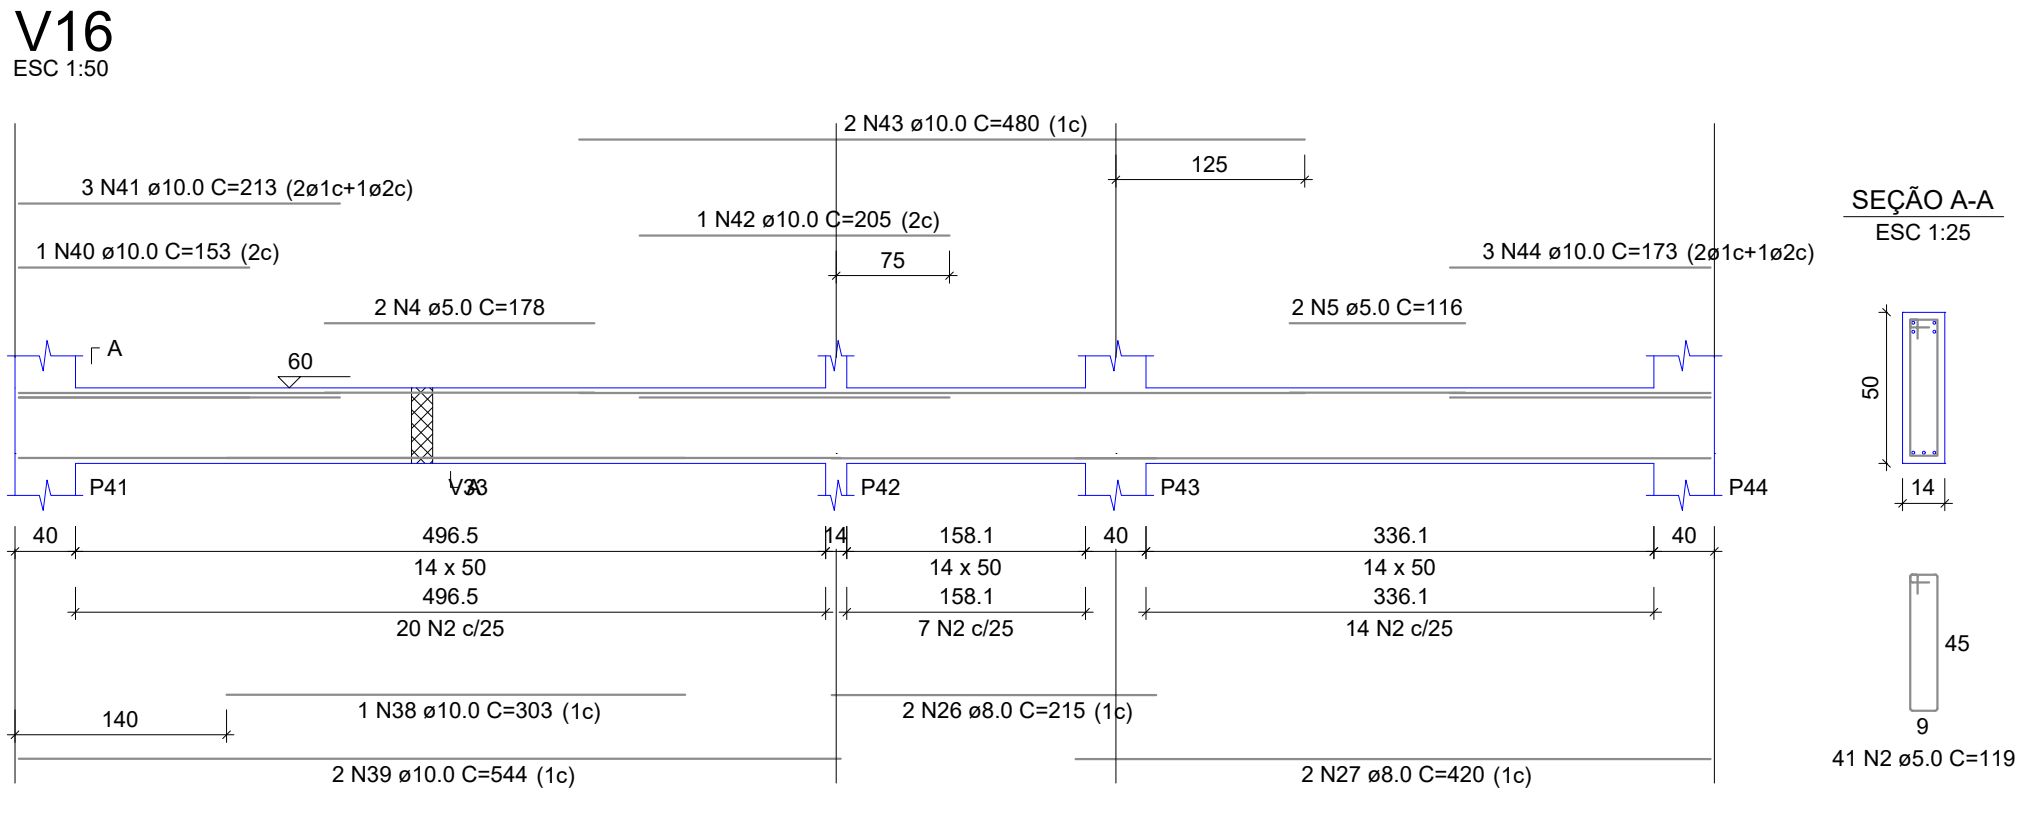 V16
ESC 1:50
2 N43 ø10.0 C=480 (1c)
125
3 N41 ø10.0 C=213 (2ø1c+1ø2c)
1 N42 ø10.0 C=205 (2c)
75
1 N40 ø10.0 C=153 (2c)
3 N44 ø10.0 C=173 (2ø1c+1ø2c)
2 N4 ø5.0 C=178
2 N5 ø5.0 C=116
A
60
P41
V33
A
P42
P43
P44
40
496.5
14
158.1
40
336.1
40
14 x 50
14 x 50
14 x 50
496.5
158.1
336.1
20 N2 c/25
7 N2 c/25
14 N2 c/25
1 N38 ø10.0 C=303 (1c)
2 N26 ø8.0 C=215 (1c)
140
2 N39 ø10.0 C=544 (1c)
2 N27 ø8.0 C=420 (1c)
SEÇÃO A-A
ESC 1:25
50
14
45
9
41 N2 ø5.0 C=119